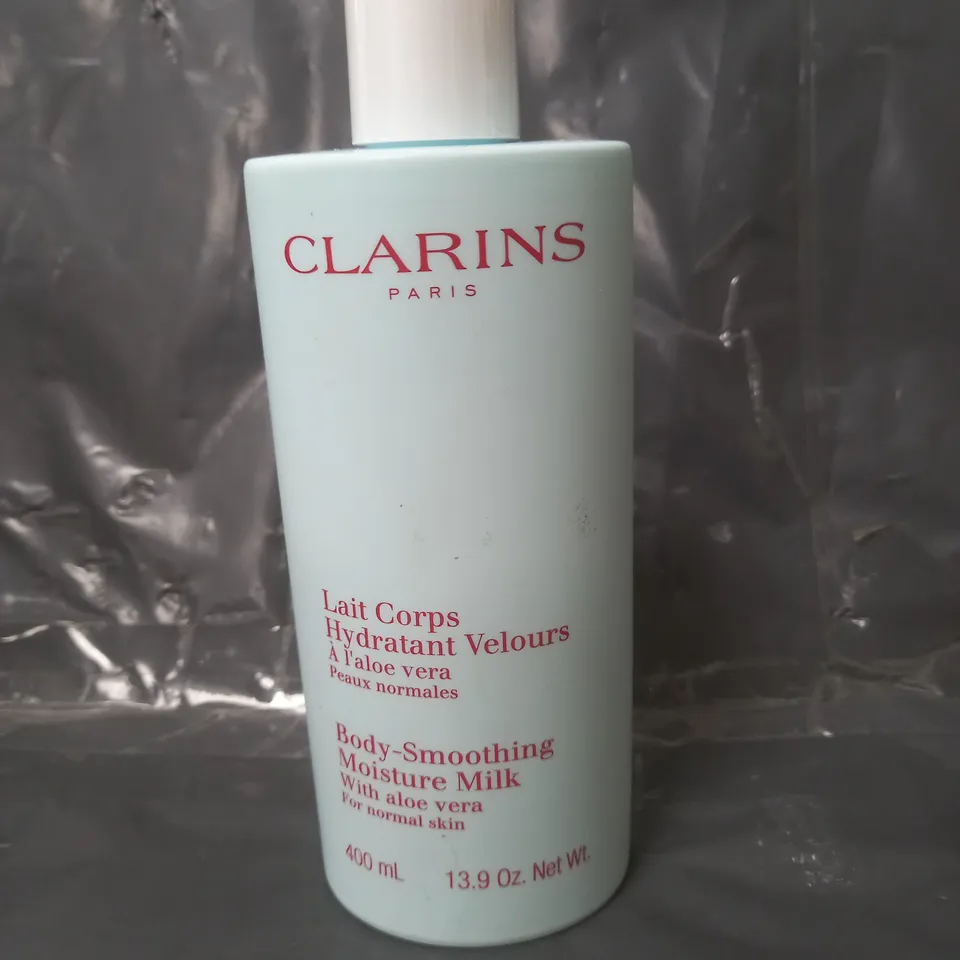 CLARINS
PARIS
Lait Corps
Hydratant Velours
À l'aloe vera
Peaux normales
Body-Smoothing
Moisture Milk
With aloe vera
For normal skin
400 mL 13.9 Oz. Net Wt.